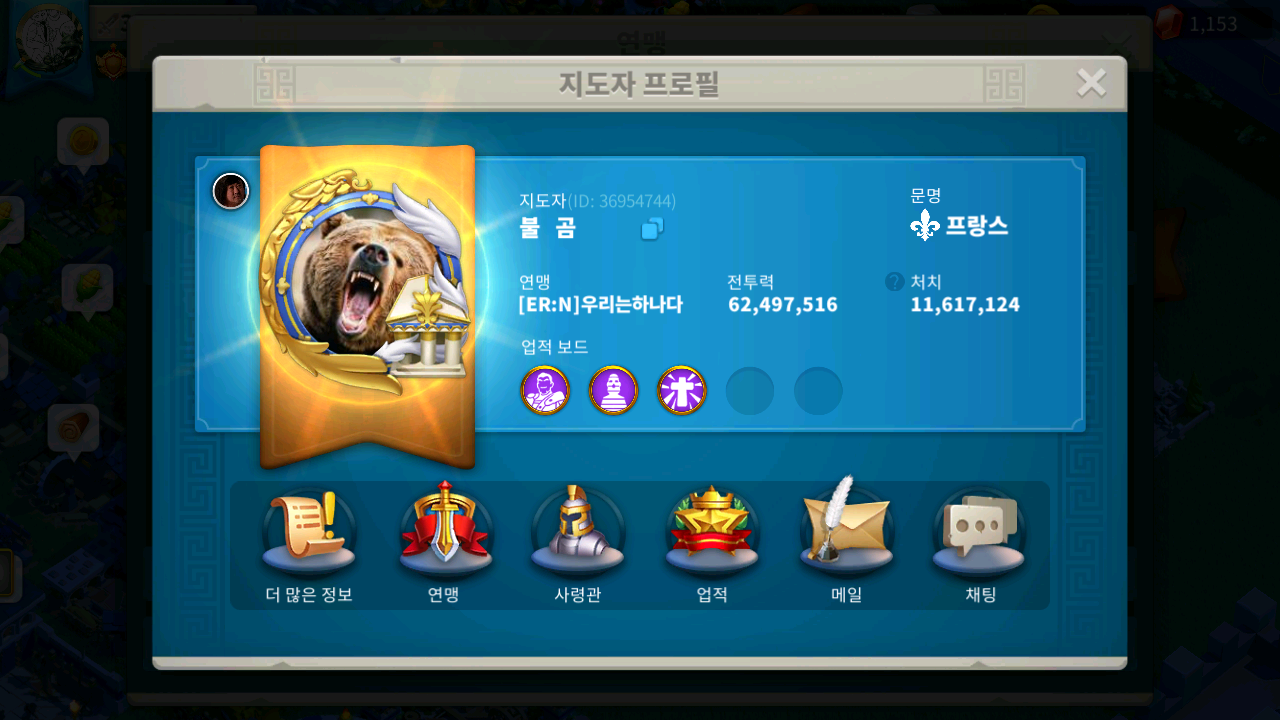 1,153
연맹
지도자 프로필
지도자(ID: 36954744)
불 곰
문명
프랑스
연맹
[ER:N]우리는하나다
전투력
62,497,516
? 처치
11,617,124
업적 보드
더 많은 정보
연맹
사령관
업적
메일
채팅